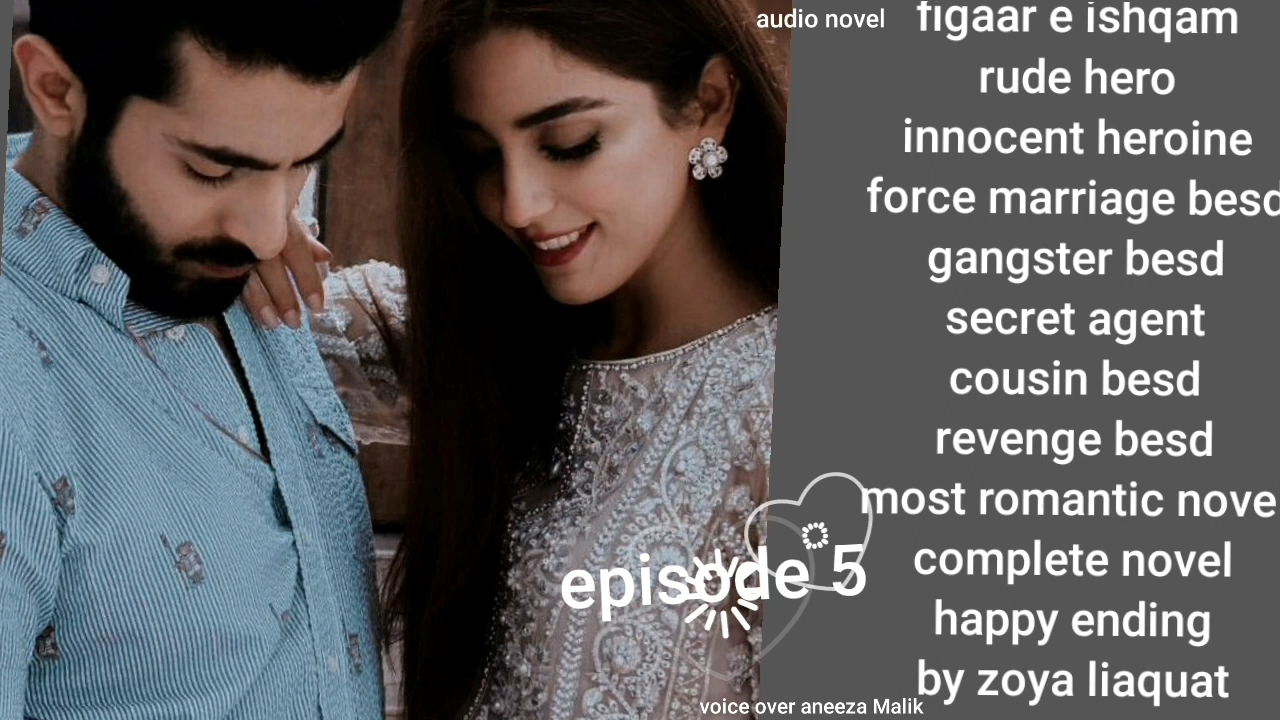 audio novel
figaar e ishqam
rude hero
innocent heroine
force marriage besd
gangster besd
secret agent
cousin besd
revenge besd
most romantic nove
complete novel
happy ending
by zoya liaquat
episode 5
voice over aneeza Malik